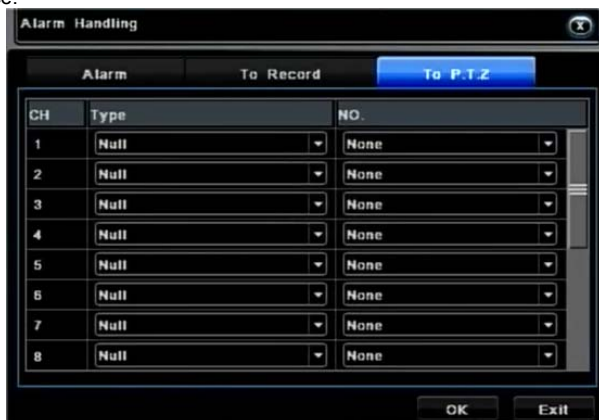 Alarm Handling
X
Alarm To Record To P.T.Z
CH Type NO.
1 Null None
2 Null None
3 Null None
4 Null None
5 Null None
6 Null None
7 Null None
8 Null None
OK Exit